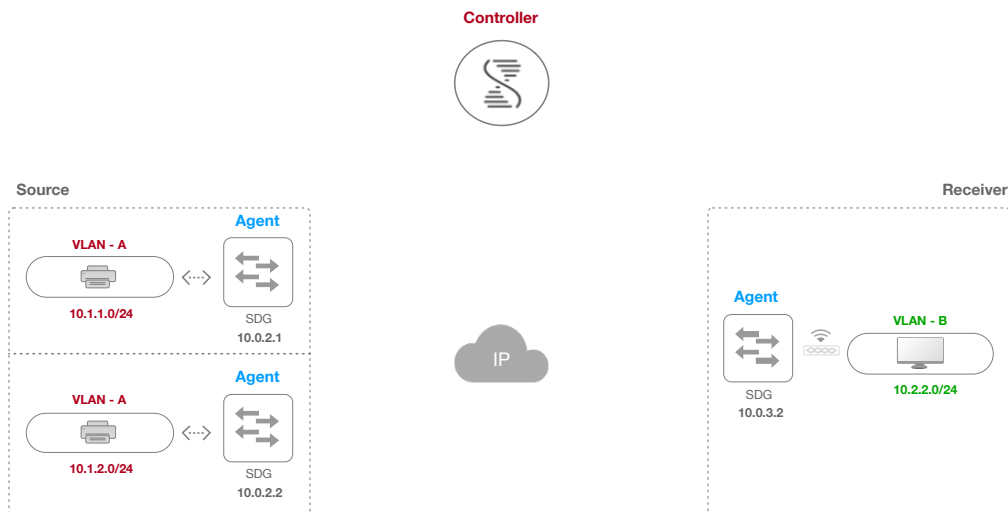 Controller
Source
Receiver
Agent
VLAN - A
10.1.1.0/24
SDG
10.0.2.1
Agent
VLAN - A
10.1.2.0/24
SDG
10.0.2.2
IP
Agent
SDG
10.0.3.2
VLAN - B
10.2.2.0/24